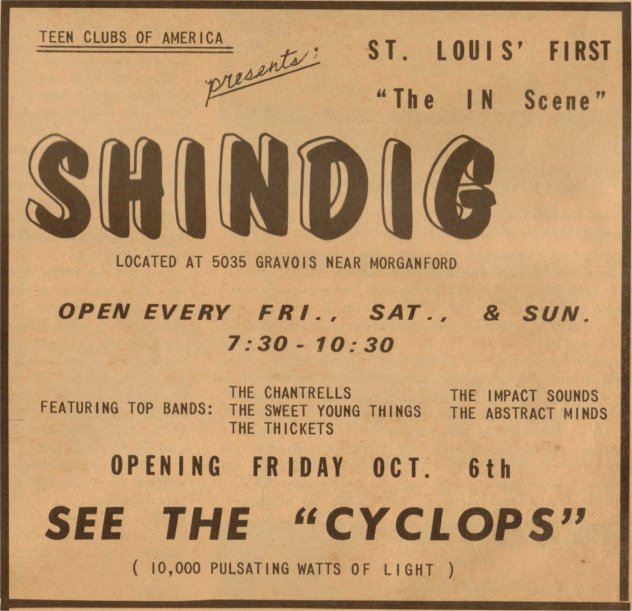 TEEN CLUBS OF AMERICA
presents:
ST. LOUIS' FIRST
"The IN Scene"
SHINDIG
LOCATED AT 5035 GRAVOIS NEAR MORGANFORD
OPEN EVERY FRI., SAT., & SUN.
7:30 - 10:30
FEATURING TOP BANDS:
THE CHANTRELLS
THE SWEET YOUNG THINGS
THE THICKETS
THE IMPACT SOUNDS
THE ABSTRACT MINDS
OPENING FRIDAY OCT. 6th
SEE THE "CYCLOPS"
( 10,000 PULSATING WATTS OF LIGHT )